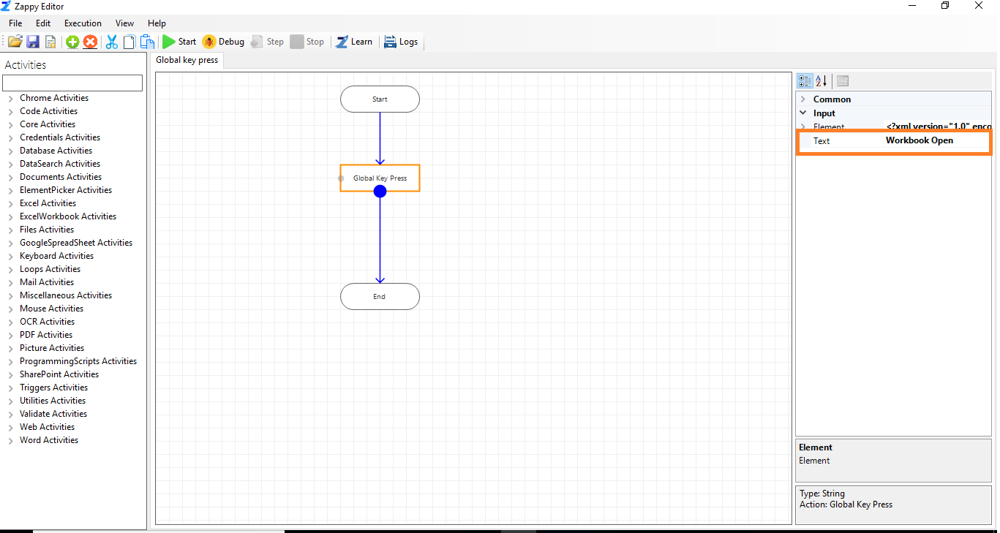 Zappy Editor
File Edit Execution View Help
Start Debug Step Stop Learn Logs
Activities
Global key press
Chrome Activities
Code Activities
Core Activities
Credentials Activities
Database Activities
DataSearch Activities
Documents Activities
ElementPicker Activities
Excel Activities
ExcelWorkbook Activities
Files Activities
GoogleSpreadSheet Activities
Keyboard Activities
Loops Activities
Mail Activities
Miscellaneous Activities
Mouse Activities
OCR Activities
PDF Activities
Picture Activities
ProgrammingScripts Activities
SharePoint Activities
Triggers Activities
Utilities Activities
Validate Activities
Web Activities
Word Activities
Start
Global Key Press
End
Common
Input
Element <?xml version="1.0" enco
Text Workbook Open
Element
Element
Type: String
Action: Global Key Press